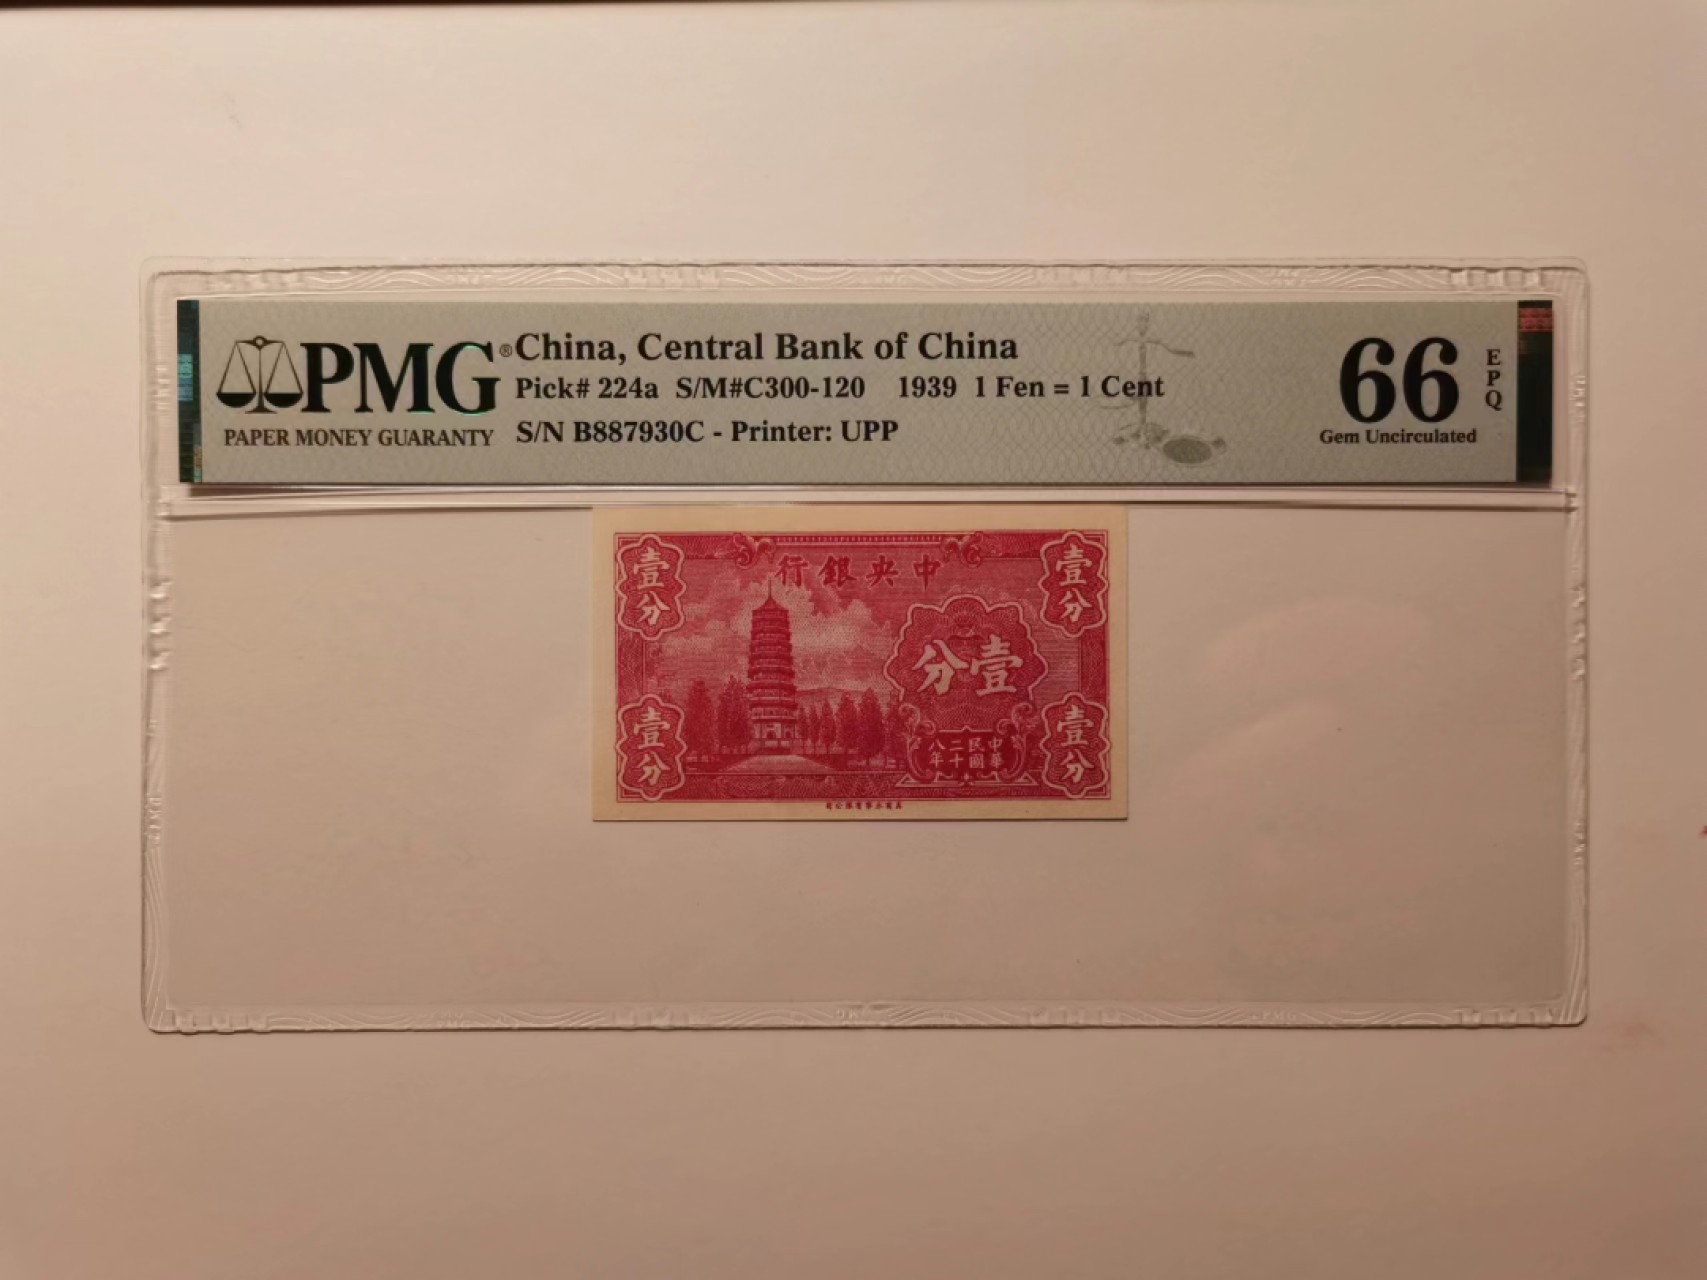 PMG®
PAPER MONEY GUARANTY
China, Central Bank of China
Pick# 224a S/M#C300-120 1939 1 Fen = 1 Cent
S/N B887930C - Printer: UPP
66
EPQ
Gem Uncirculated
中央銀行
壹分
壹分
壹分
壹分
壹分
中華民國二十八年